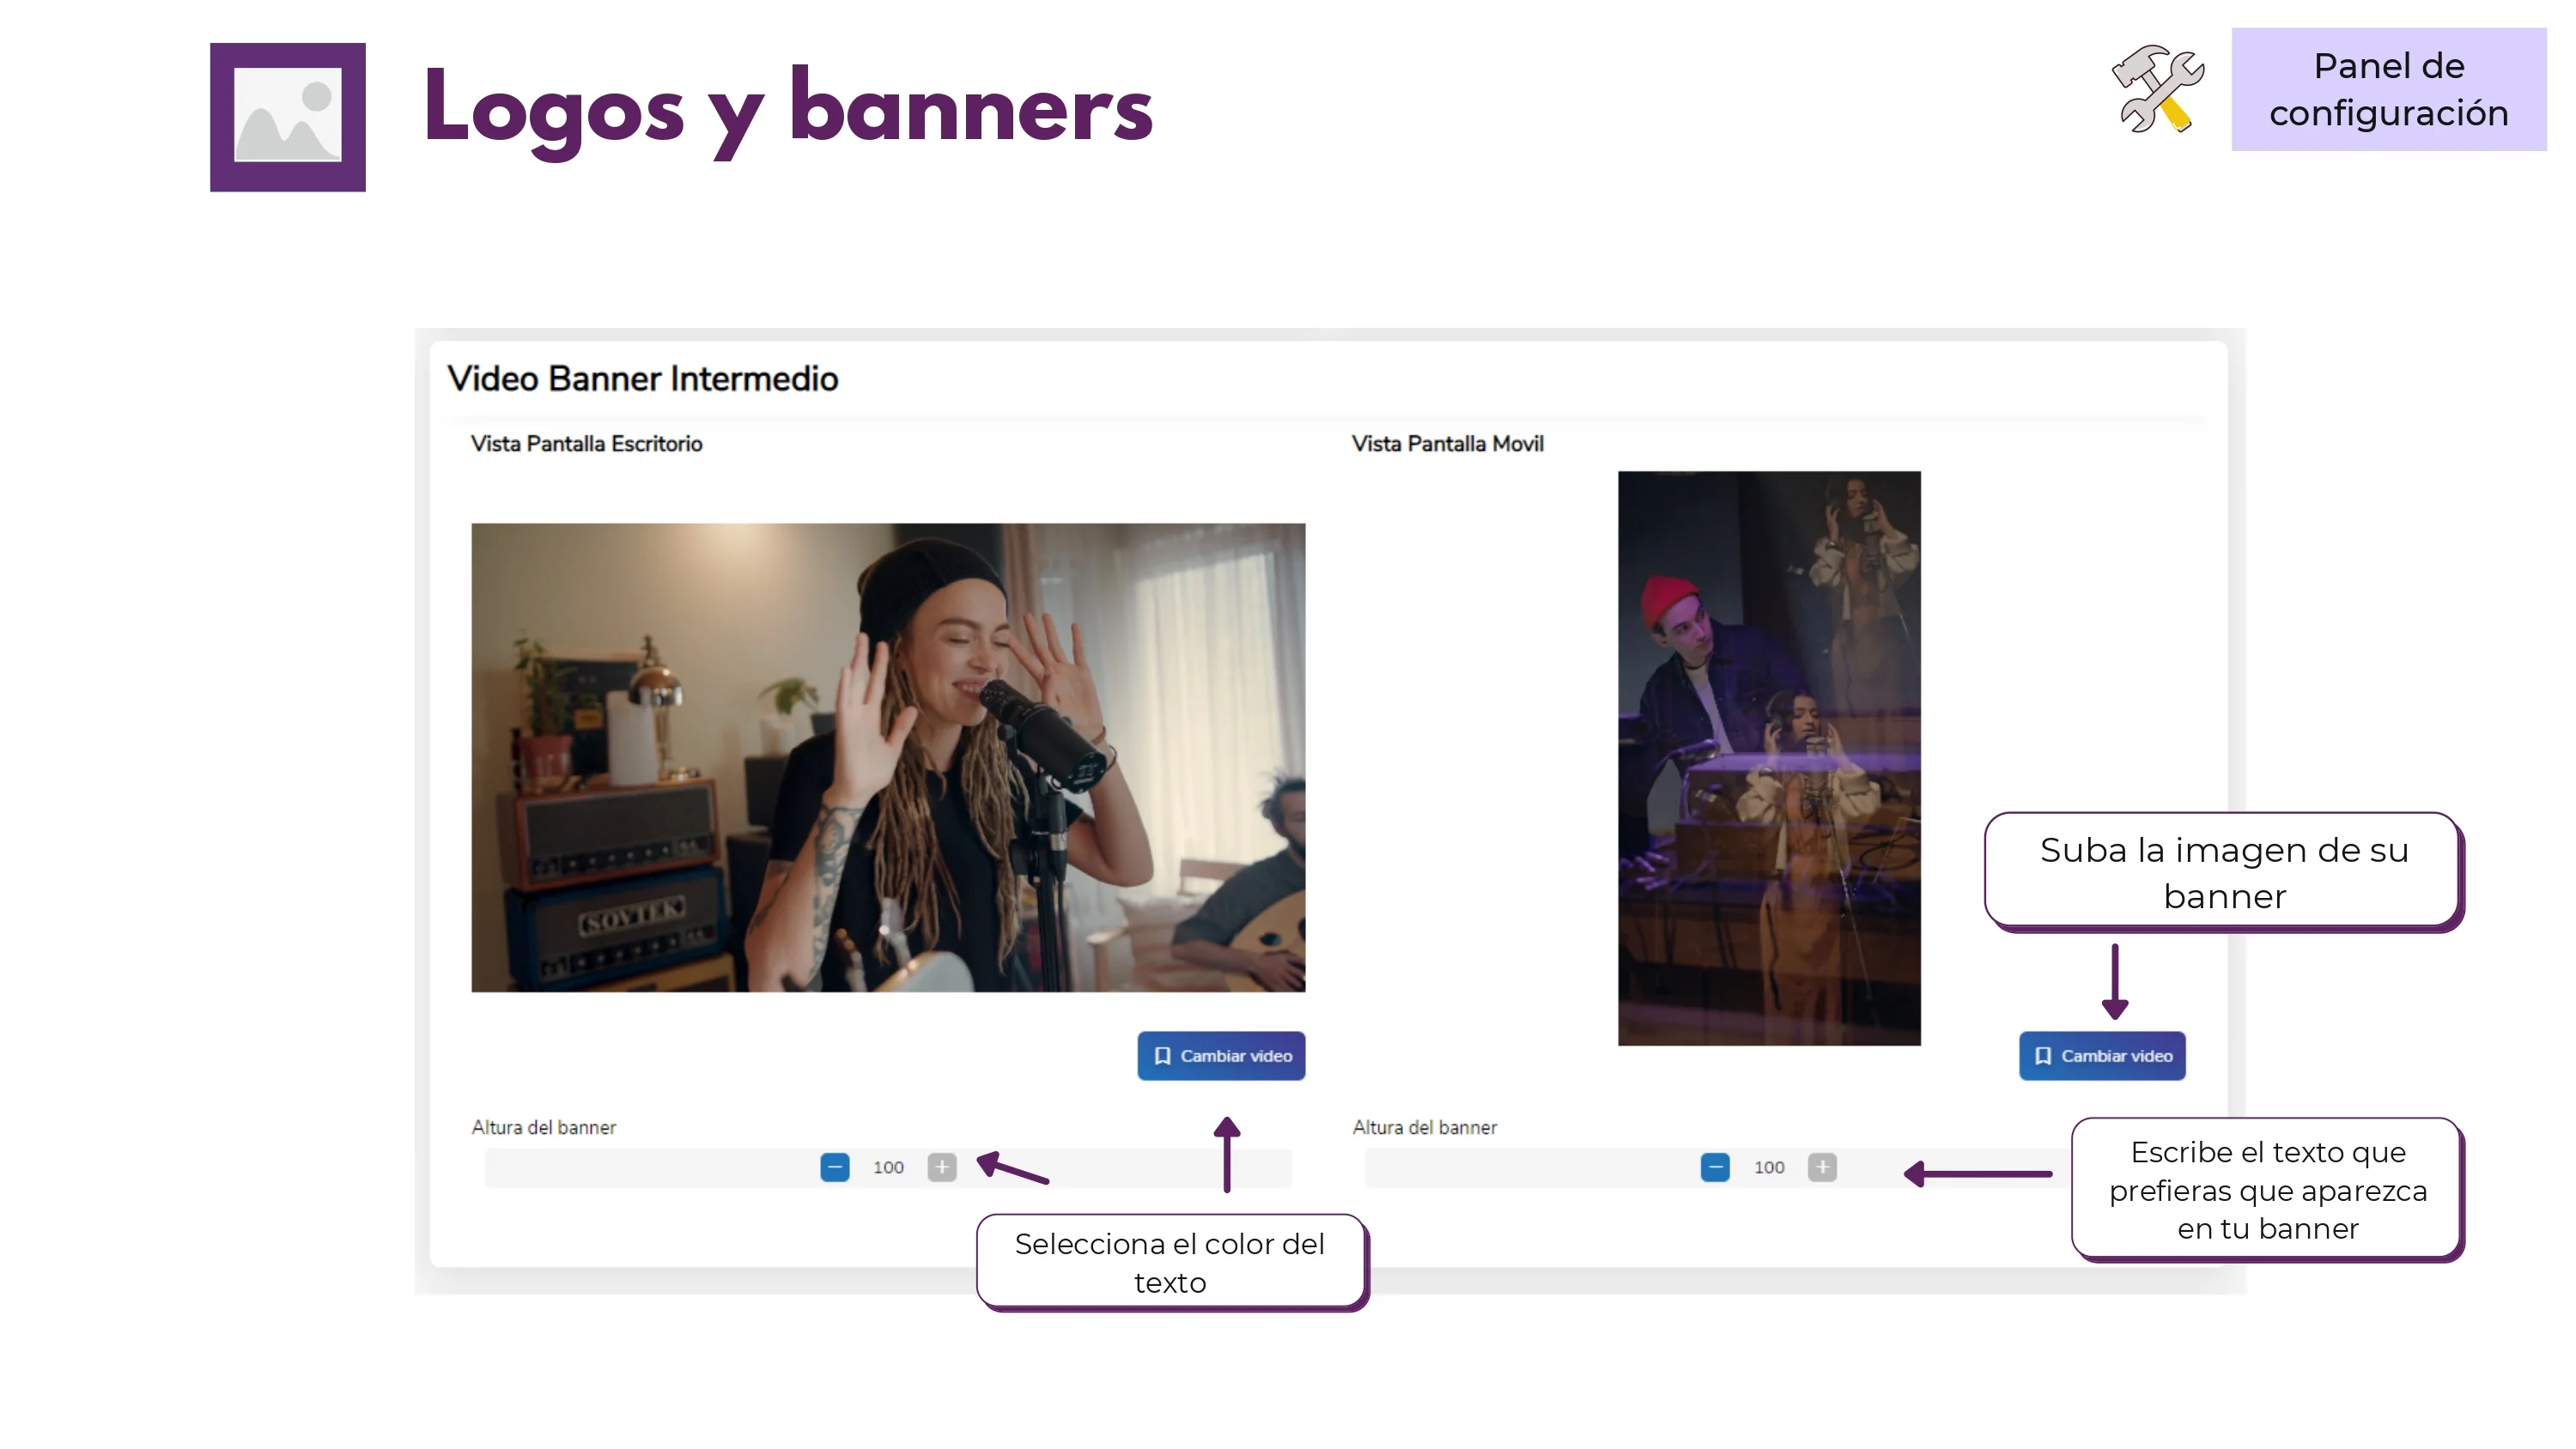 Logos y banners
Panel de
configuración
Video Banner Intermedio
Vista Pantalla Escritorio
Vista Pantalla Movil
SOVTEK
Suba la imagen de su
banner
Cambiar video
Cambiar video
Altura del banner
Altura del banner
100
100
Escribe el texto que
prefieras que aparezca
en tu banner
Selecciona el color del
texto